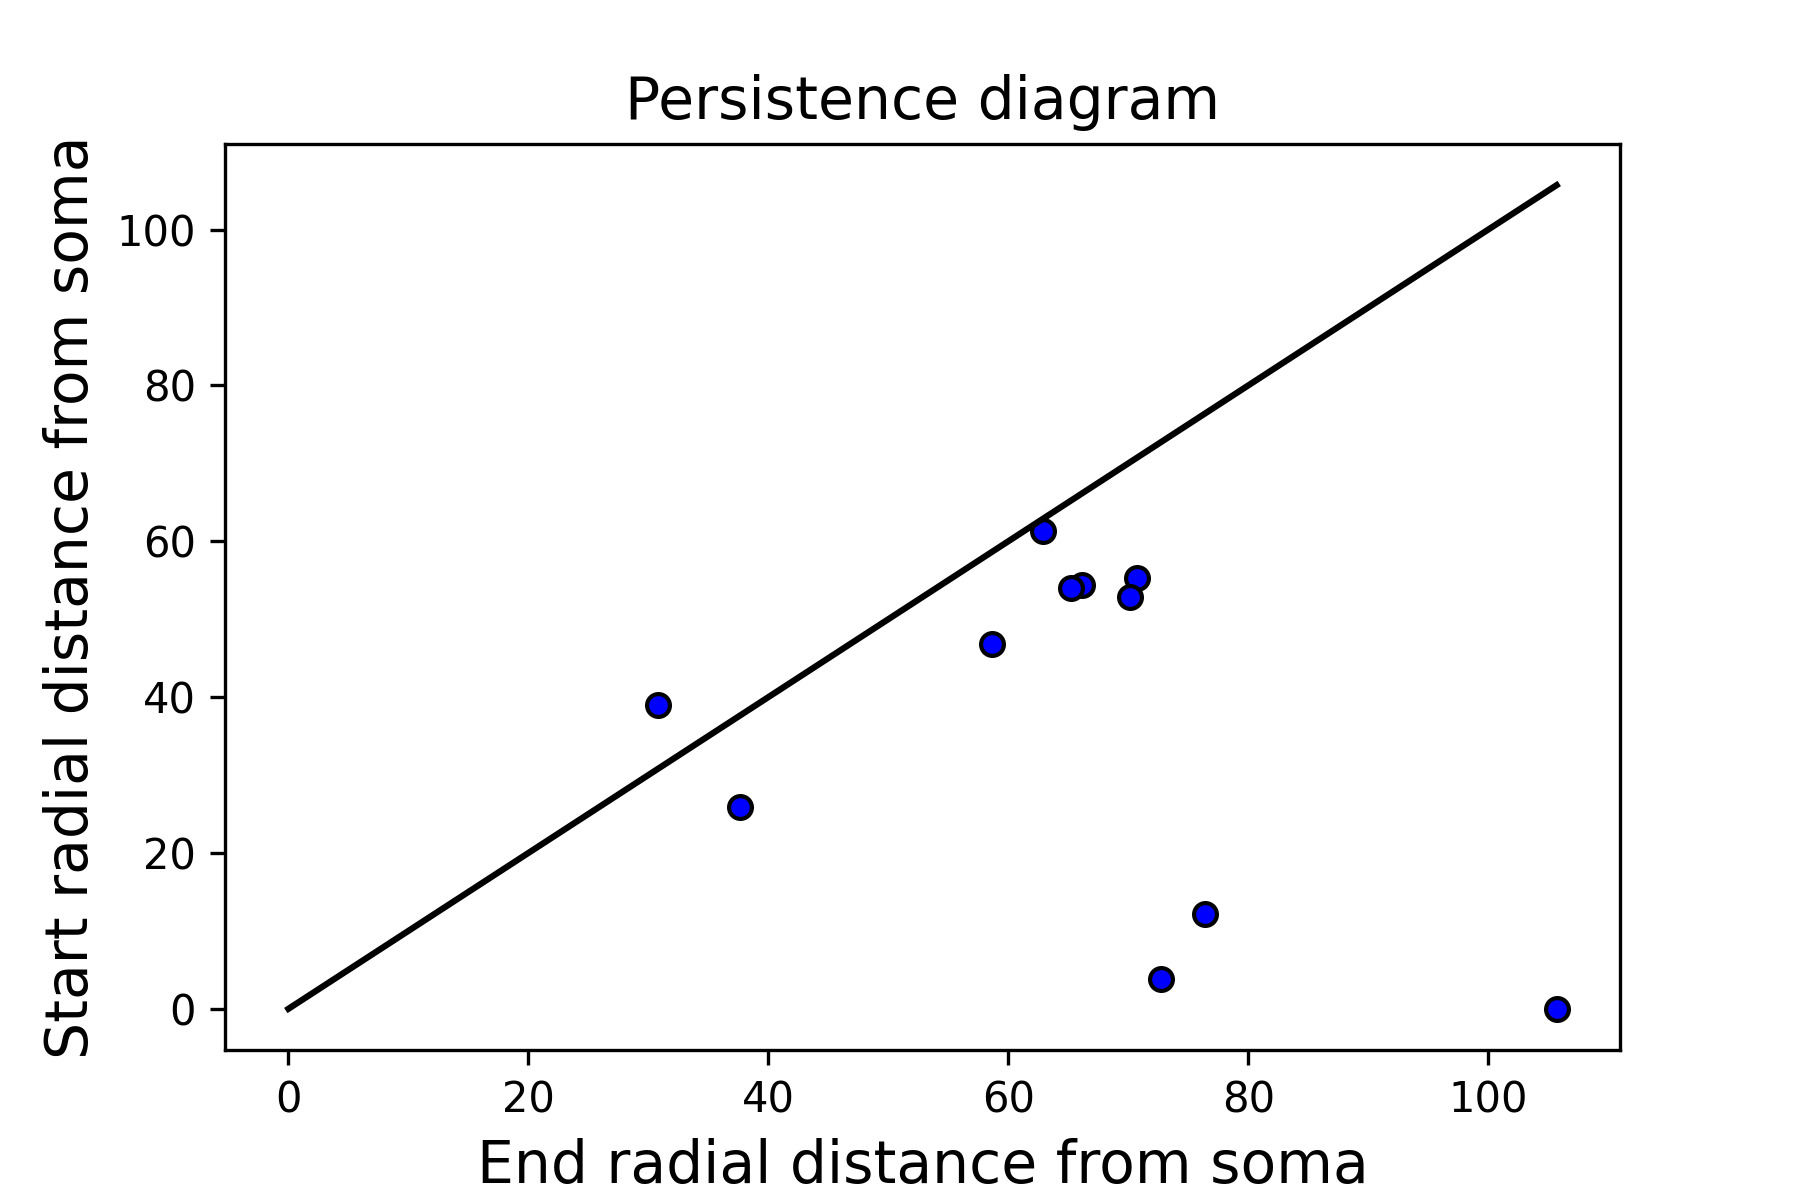 Persistence diagram
Start radial distance from soma
100
80
60
40
20
0
0 20 40 60 80 100
End radial distance from soma